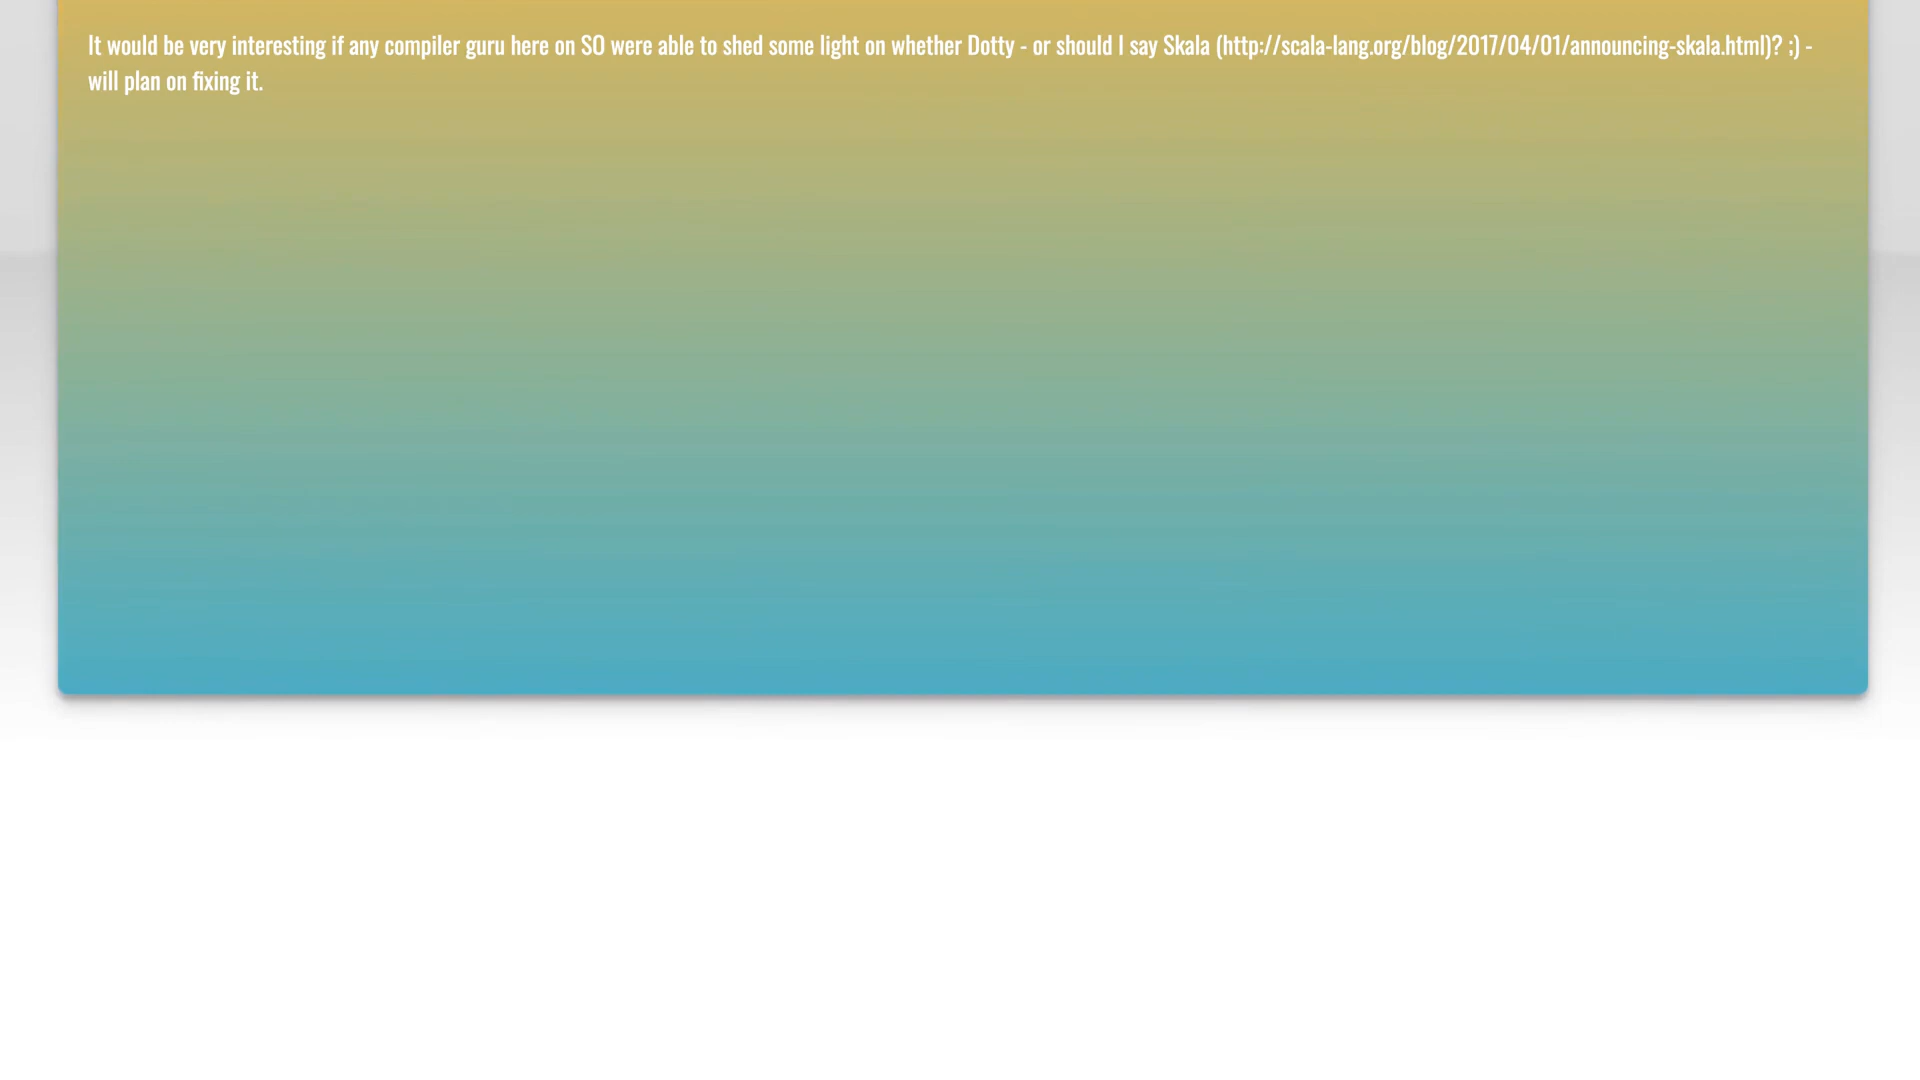 It would be very interesting if any compiler guru here on SO were able to shed some light on whether Dotty - or should I say Skala (http://scala-lang.org/blog/2017/04/01/announcing-skala.html)? ;) -
will plan on fixing it.